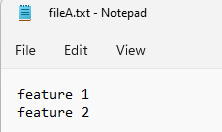 fileA.txt - Notepad
File Edit View
feature 1
feature 2